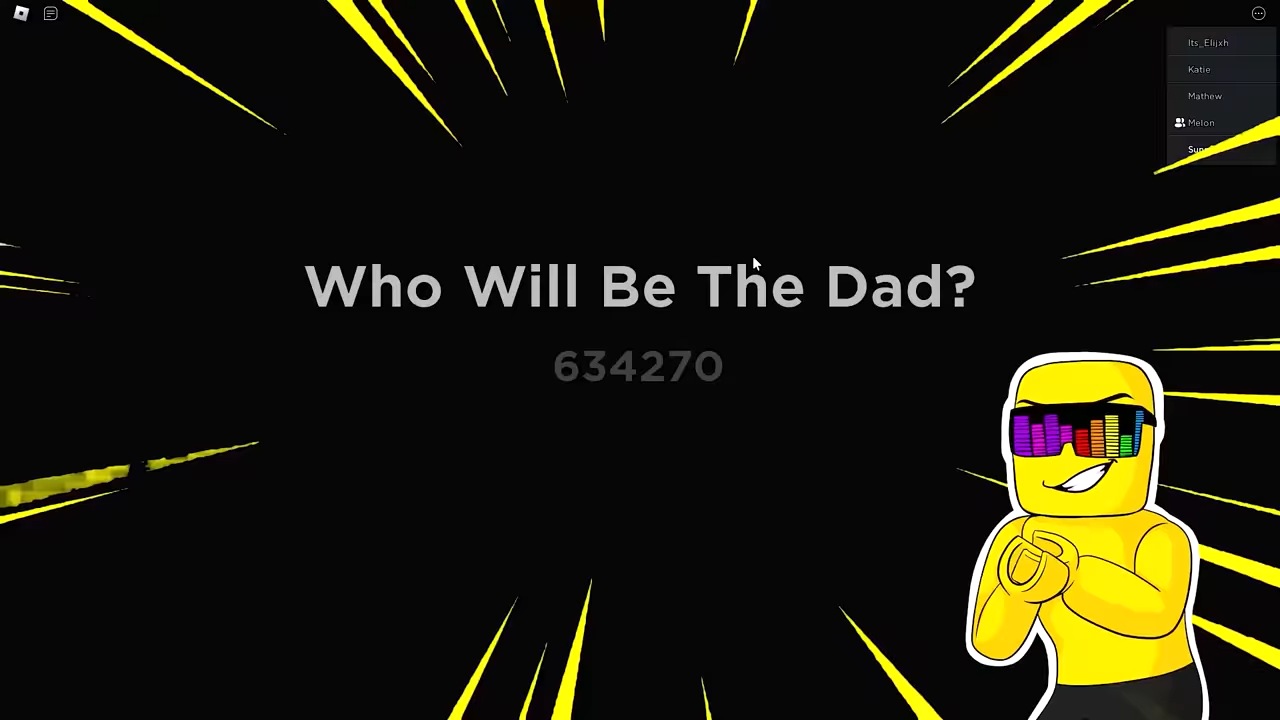 Its_Elijxh
Katie
Mathew
Melon
Who Will Be The Dad?
634270